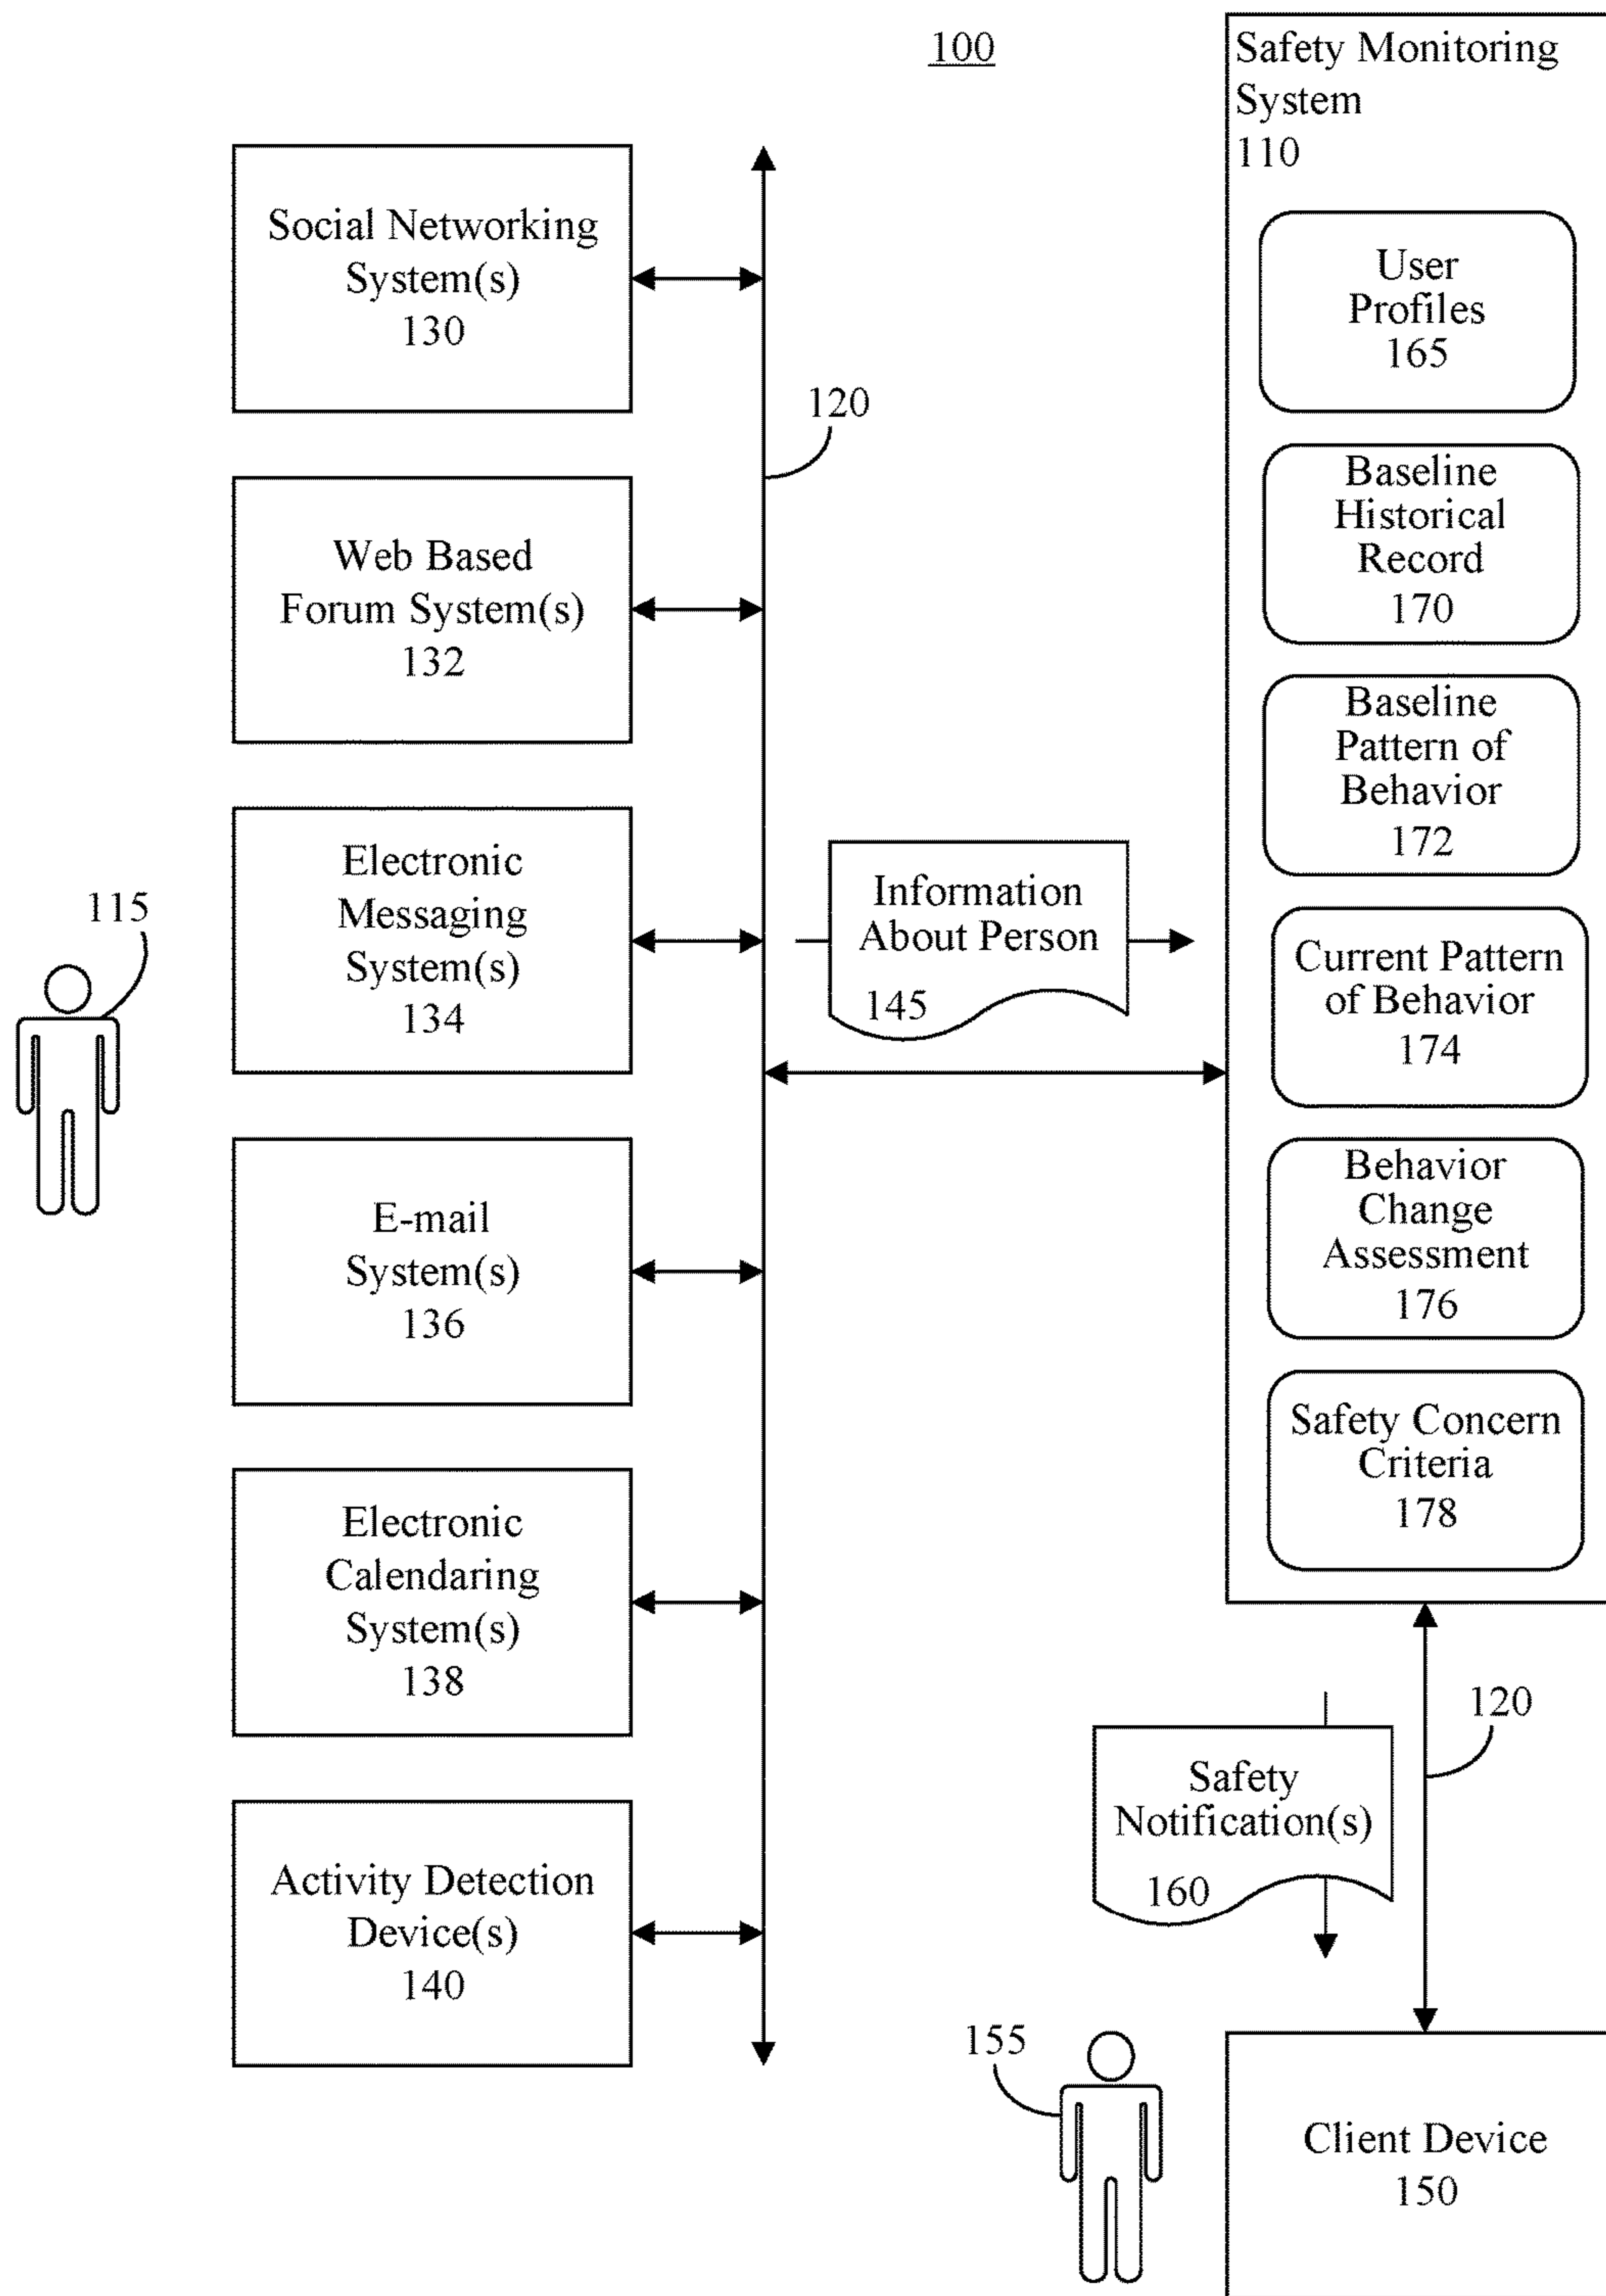 100
Safety Monitoring
System
110
Social Networking
System(s)
130
User
Profiles
165
120
Baseline
Historical
Record
170
Web Based
Forum System(s)
132
Baseline
Pattern of
Behavior
172
Electronic
Messaging
System(s)
134
115
Information
About Person
145
Current Pattern
of Behavior
174
E-mail
System(s)
136
Behavior
Change
Assessment
176
Safety Concern
Criteria
178
Electronic
Calendaring
System(s)
138
120
Safety
Notification(s)
160
Activity Detection
Device(s)
140
155
Client Device
150